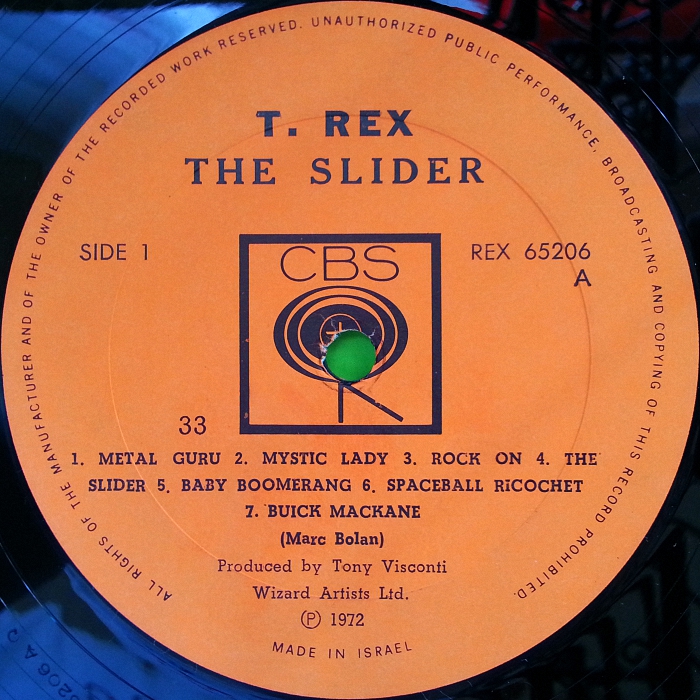 ALL RIGHTS OF THE MANUFACTURER AND OF THE OWNER OF THE RECORDED WORK RESERVED. UNAUTHORIZED PUBLIC PERFORMANCE, BROADCASTING AND COPYING OF THIS RECORD PROHIBITED.
T. REX
THE SLIDER
SIDE 1
REX 65206
A
CBS
33
1. METAL GURU 2. MYSTIC LADY 3. ROCK ON 4. THE
SLIDER 5. BABY BOOMERANG 6. SPACEBALL RiCOCHET
7. BUICK MACKANE
(Marc Bolan)
Produced by Tony Visconti
Wizard Artists Ltd.
Ⓟ 1972
MADE IN ISRAEL